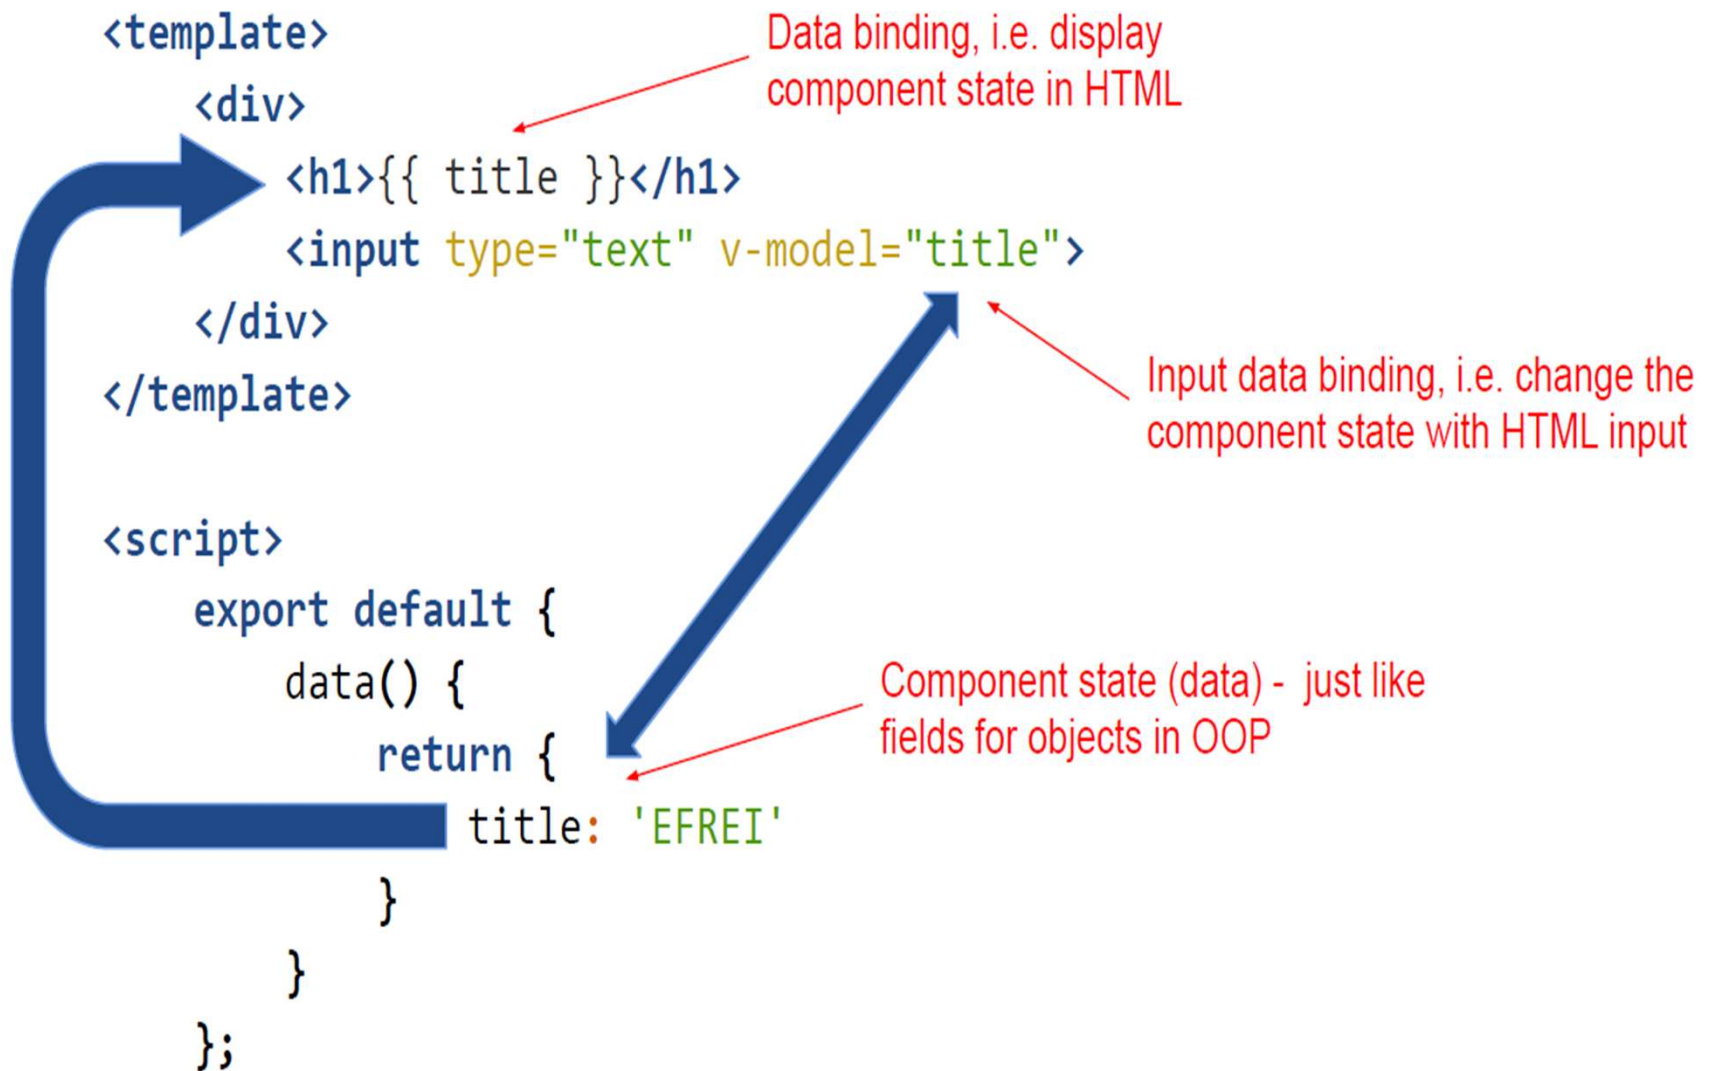 <template>
Data binding, i.e. display
component state in HTML
<div>
<h1>{{ title }}</h1>
<input type="text" v-model="title">
</div>
Input data binding, i.e. change the
component state with HTML input
</template>
<script>
export default {
data() {
Component state (data) - just like
fields for objects in OOP
return {
title: 'EFREI'
}
}
};